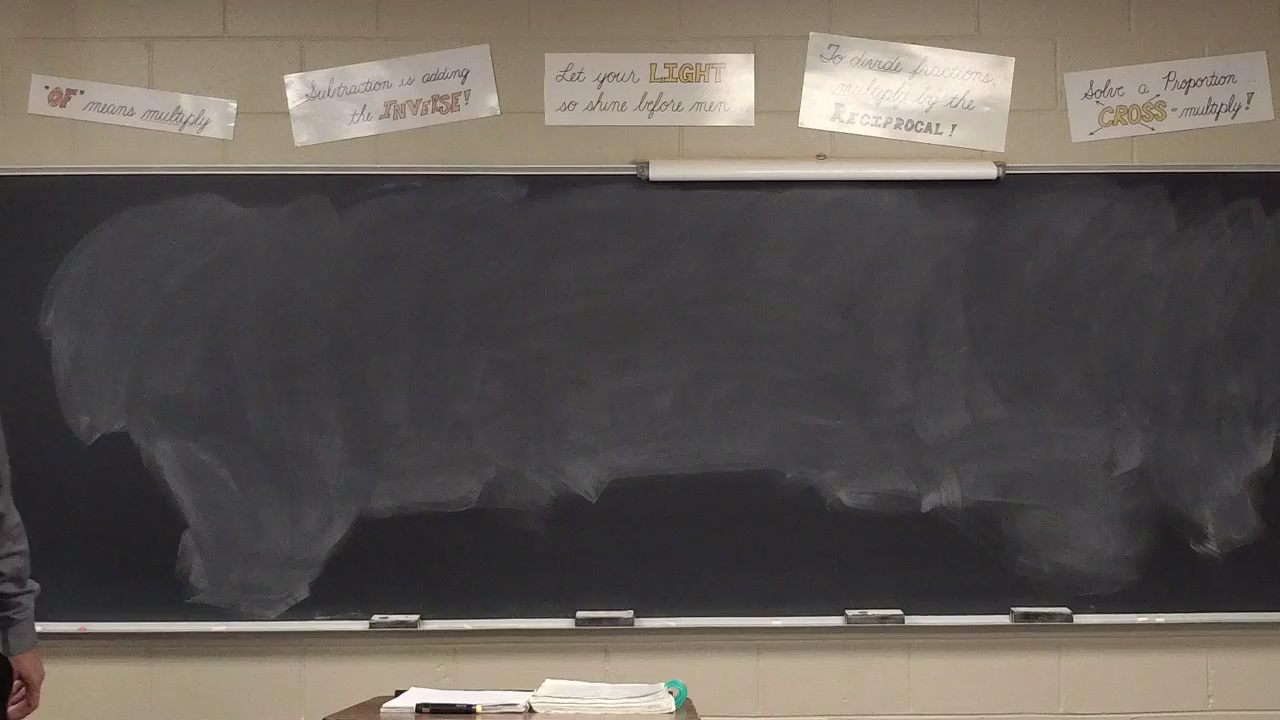 "OF" means multiply
Subtraction is adding
the INVERSE!
Let your LIGHT
so shine before men...
To divide fractions,
multiply by the
RECIPROCAL!
Solve a Proportion...
CROSS-multiply!